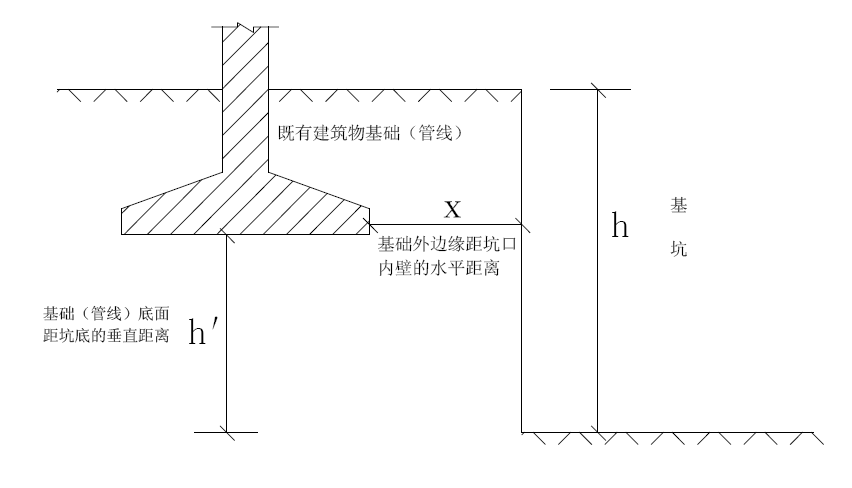 既有建筑物基础（管线）
X
基础外边缘距坑口
内壁的水平距离
h
基
坑
基础（管线）底面
距坑底的垂直距离
h′